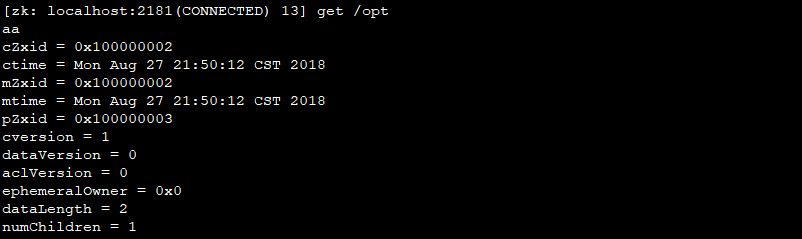 [zk: localhost:2181(CONNECTED) 13] get /opt
aa
cZxid = 0x100000002
ctime = Mon Aug 27 21:50:12 CST 2018
mZxid = 0x100000002
mtime = Mon Aug 27 21:50:12 CST 2018
pZxid = 0x100000003
cversion = 1
dataVersion = 0
aclVersion = 0
ephemeralOwner = 0x0
dataLength = 2
numChildren = 1